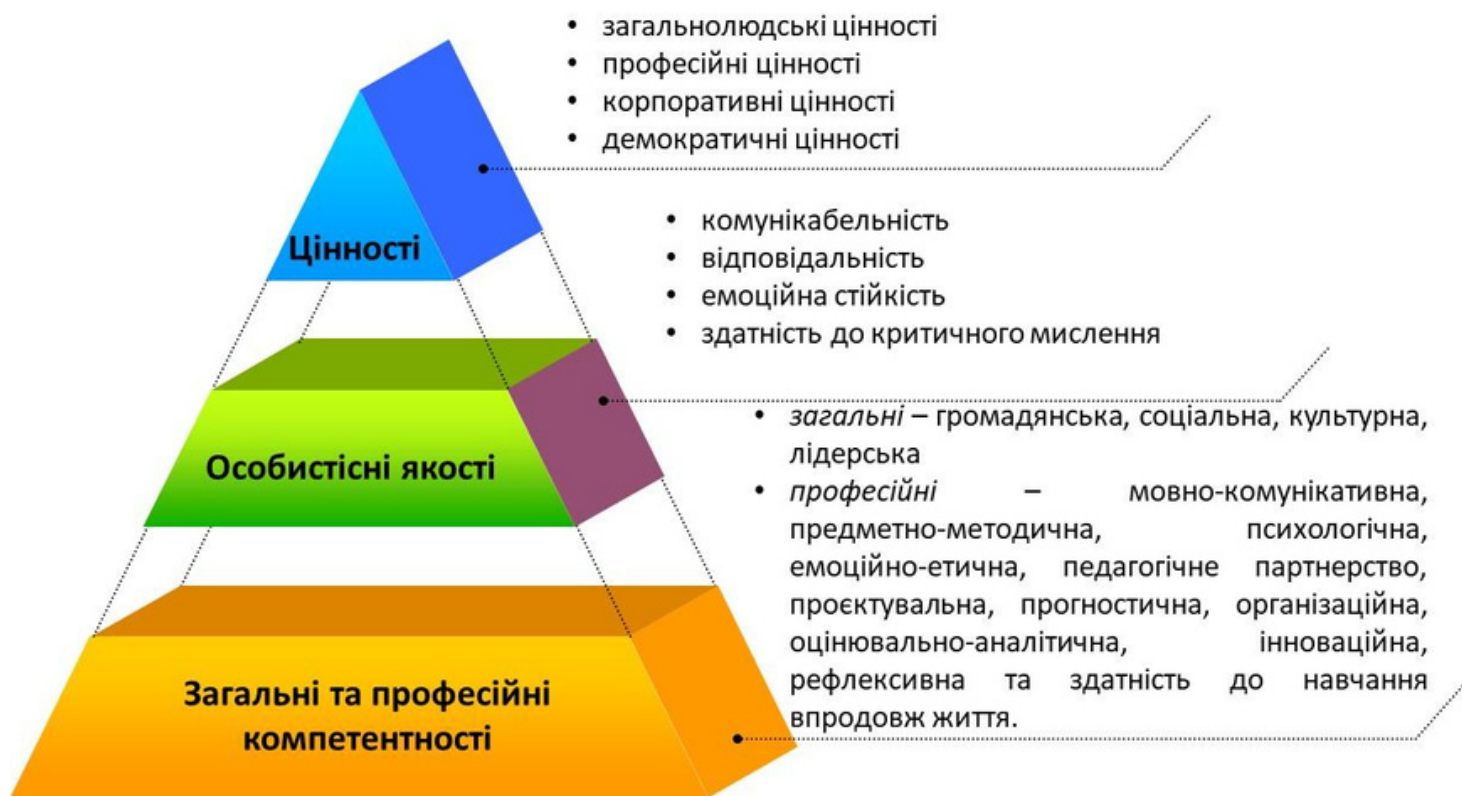 • загальнолюдські цінності
• професійні цінності
• корпоративні цінності
• демократичні цінності
Цінності
• комунікабельність
• відповідальність
• емоційна стійкість
• здатність до критичного мислення
Особистісні якості
• загальні – громадянська, соціальна, культурна,
лідерська
• професійні – мовно-комунікативна,
предметно-методична, психологічна,
емоційно-етична, педагогічне партнерство,
проєктувальна, прогностична, організаційна,
оцінювально-аналітична, інноваційна,
рефлексивна та здатність до навчання
впродовж життя.
Загальні та професійні
компетентності